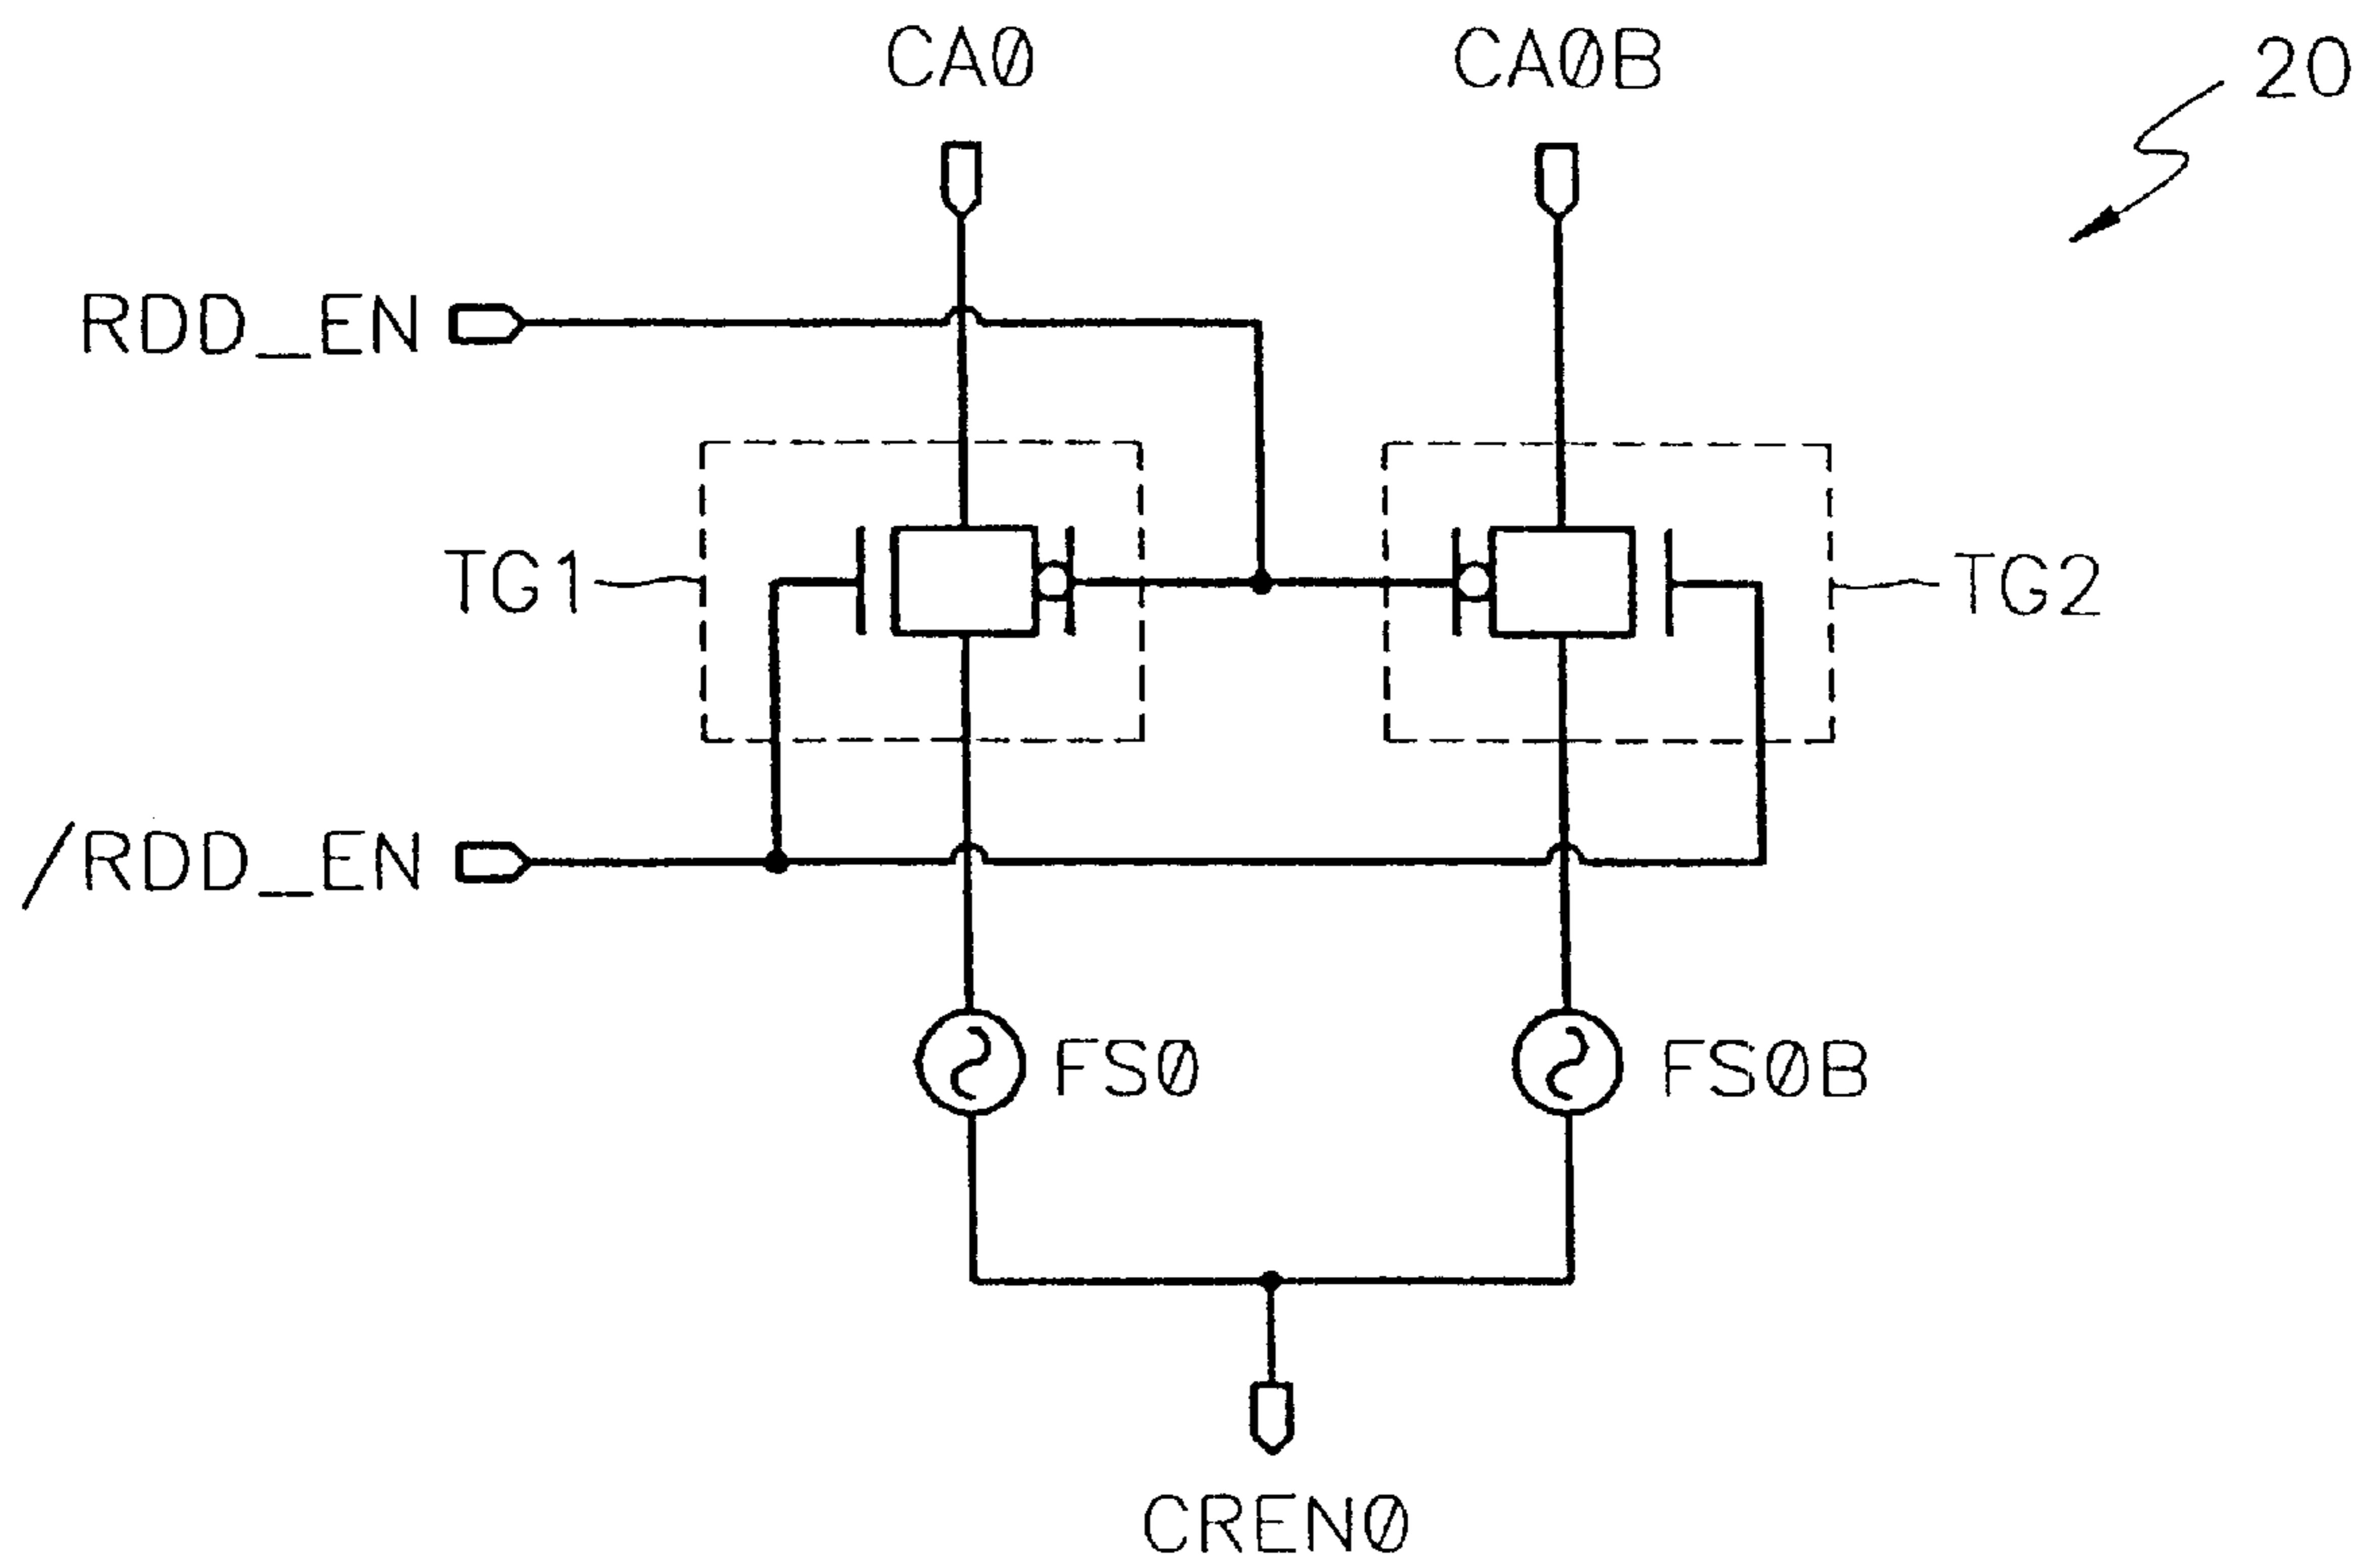 CA0
CA0B
20
RDD_EN
TG1
TG2
/RDD_EN
FS0
FS0B
CREN0